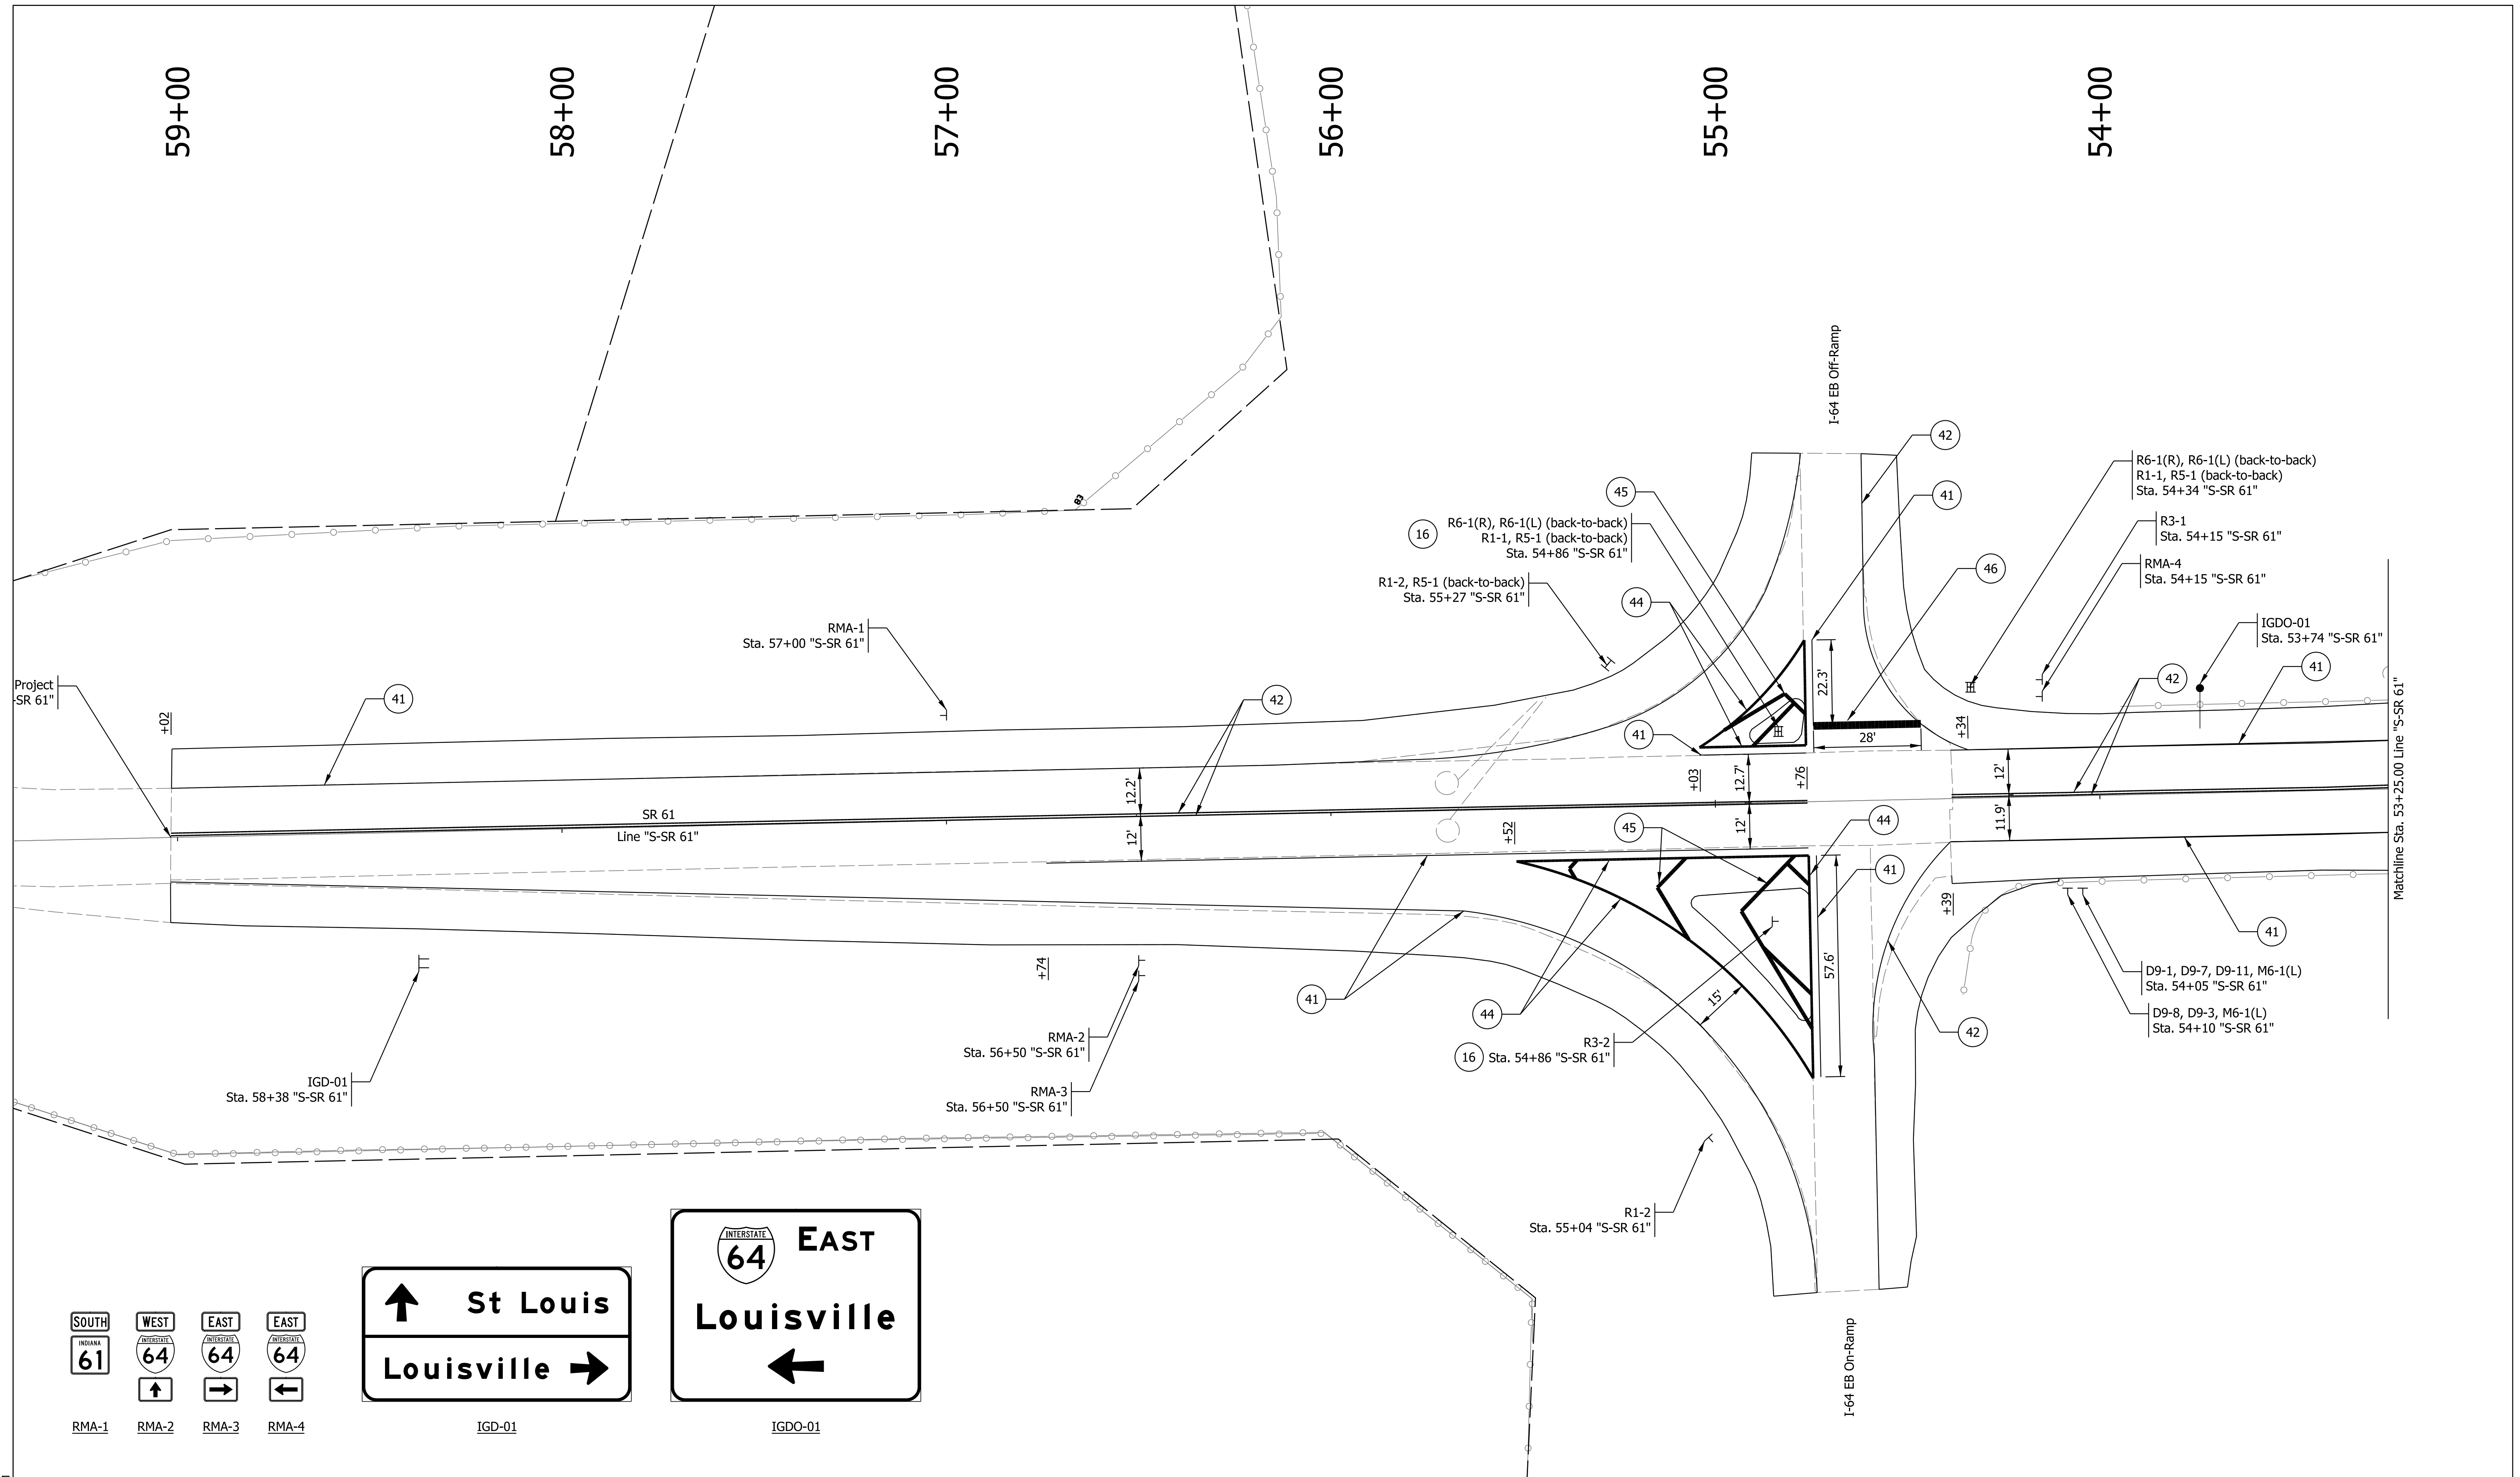 59+00
58+00
57+00
56+00
55+00
54+00
I-64 EB Off-Ramp
42
41
45
16
R6-1(R), R6-1(L) (back-to-back)
R1-1, R5-1 (back-to-back)
Sta. 54+86 "S-SR 61"
R1-2, R5-1 (back-to-back)
Sta. 55+27 "S-SR 61"
44
46
R6-1(R), R6-1(L) (back-to-back)
R1-1, R5-1 (back-to-back)
Sta. 54+34 "S-SR 61"
R3-1
Sta. 54+15 "S-SR 61"
RMA-4
Sta. 54+15 "S-SR 61"
IGDO-01
Sta. 53+74 "S-SR 61"
41
42
83
RMA-1
Sta. 57+00 "S-SR 61"
Project
-SR 61"
+02
41
42
41
22.3'
28'
+34
+03
12.7'
+76
12'
12.2'
SR 61
Line "S-SR 61"
12'
+52
45
12'
44
41
11.9'
+39
41
Matchline Sta. 53+25.00 Line "S-SR 61"
57.6'
15'
+74
41
44
42
D9-1, D9-7, D9-11, M6-1(L)
Sta. 54+05 "S-SR 61"
D9-8, D9-3, M6-1(L)
Sta. 54+10 "S-SR 61"
R3-2
16
Sta. 54+86 "S-SR 61"
RMA-2
Sta. 56+50 "S-SR 61"
RMA-3
Sta. 56+50 "S-SR 61"
IGD-01
Sta. 58+38 "S-SR 61"
R1-2
Sta. 55+04 "S-SR 61"
I-64 EB On-Ramp
SOUTH
INDIANA
61
RMA-1
WEST
INTERSTATE
64
RMA-2
EAST
INTERSTATE
64
RMA-3
EAST
INTERSTATE
64
RMA-4
St Louis
Louisville
IGD-01
INTERSTATE
64
EAST
Louisville
IGDO-01